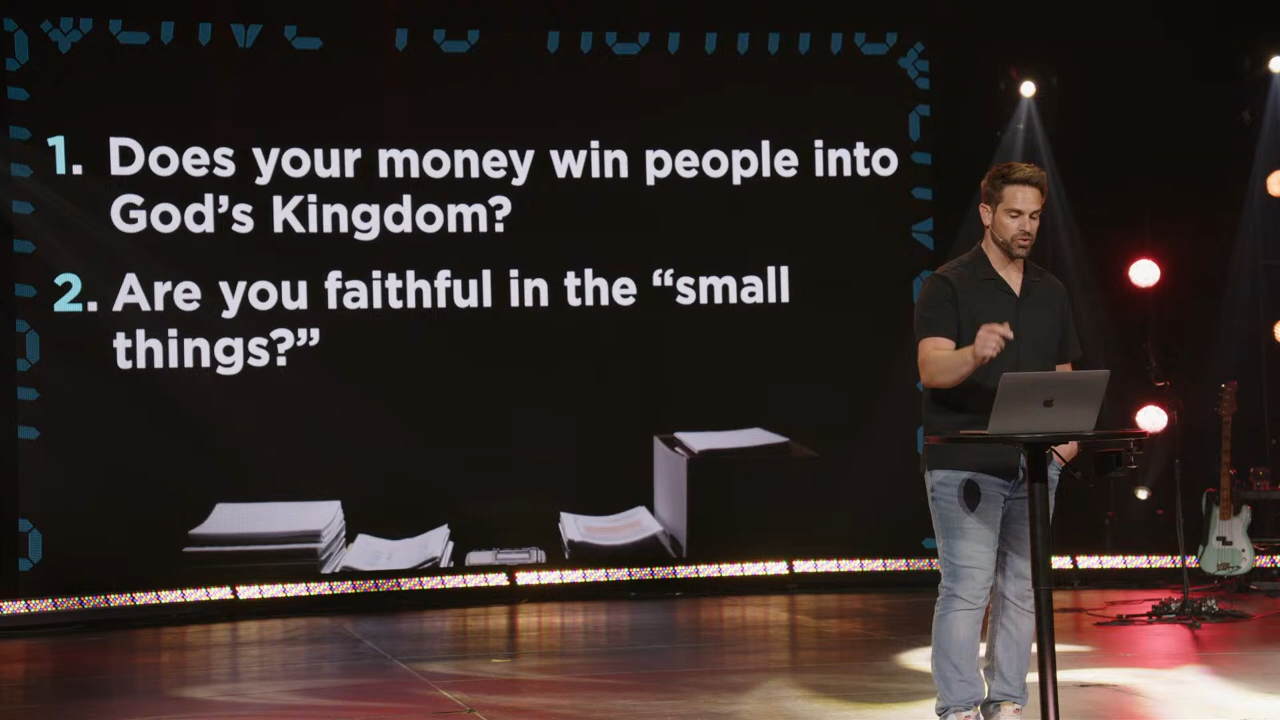 1. Does your money win people into
God’s Kingdom?
2. Are you faithful in the “small
things?”